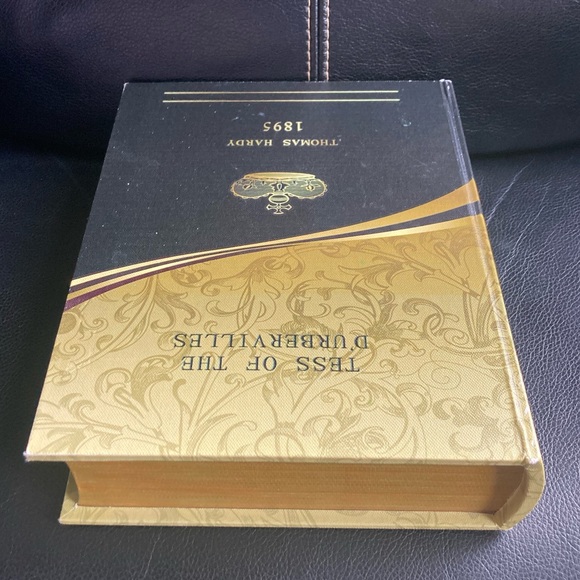 TESS OF THE
D'URBERVILLES
THOMAS HARDY
1895